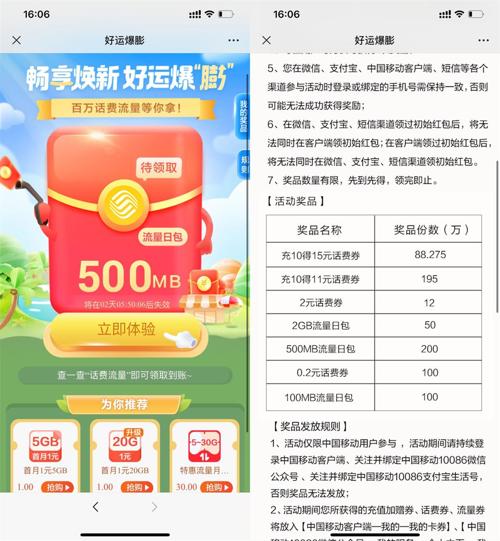 16:06
好运爆膨
畅享焕新 好运爆“膨”
百万话费流量等你拿！
我的奖品
待领取
流量日包
500MB
将在02天05:50:06后失效
立即体验
查一查“话费流量”即可领取到账~
为你推荐
5GB
1元
首月1元5GB
1.00 抢购
升级
20G
1元
首月1元20GB
1.00 抢购
~5-30G~
特惠流量月...
30.00 抢购
16:06
好运爆膨
5、您在微信、支付宝、中国移动客户端、短信等各个
渠道参与活动时登录或绑定的手机号需保持一致，否则
可能无法成功获得奖励；
6、在微信、支付宝、短信渠道领过初始红包后，将无
法同时在客户端领初始红包；在客户端领过初始红包后，
将无法同时在微信、支付宝、短信渠道领初始红包。
7、奖品数量有限，先到先得，领完即止。
【活动奖品】
奖品名称 奖品份数（万）
充10得15元话费券 88.275
充10得11元话费券 195
2元话费券 12
2GB流量日包 50
500MB流量日包 200
0.2元话费券 100
100MB流量日包 100
【奖品发放规则】
1、活动仅限中国移动用户参与，活动期间请持续登
录中国移动客户端、关注并绑定中国移动10086微信
公众号、关注并绑定中国移动10086支付宝生活号，
否则奖品无法发放；
2、活动期间您所获得的充值加赠券、话费券、流量
券将放入【中国移动客户端—我的—我的卡券】、【中